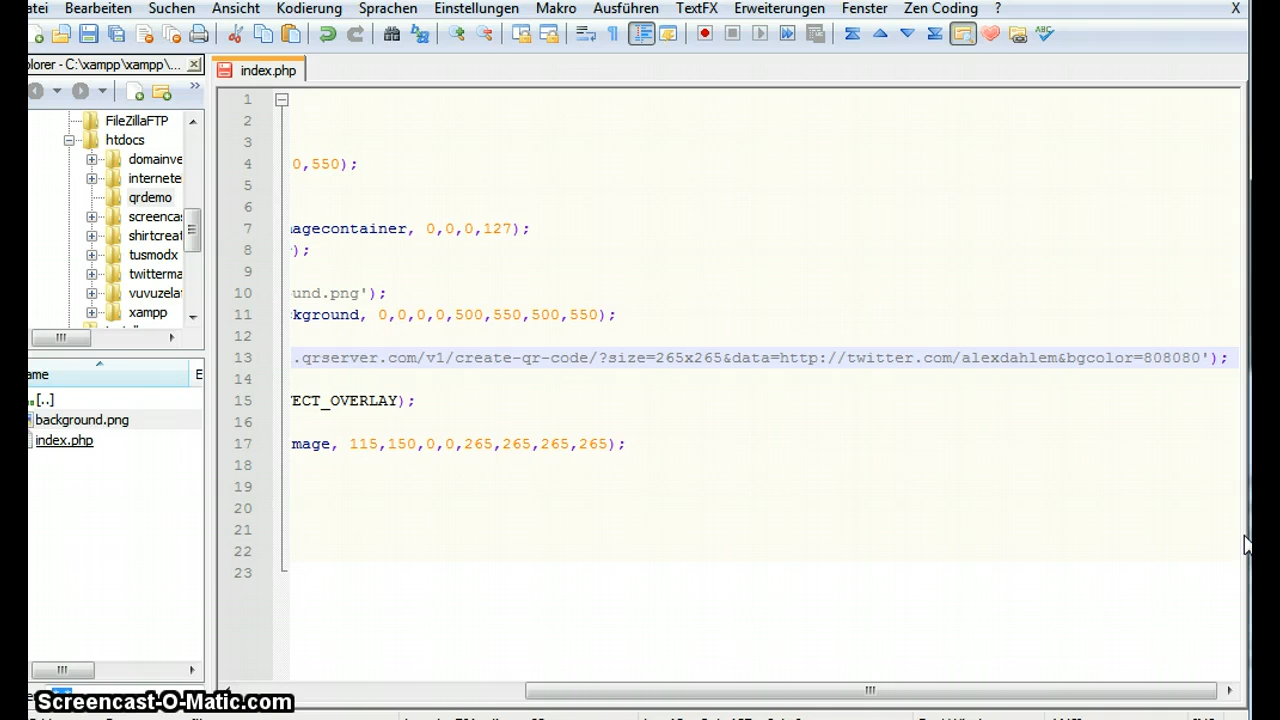 atei Bearbeiten Suchen Ansicht Kodierung Sprachen Einstellungen Makro Ausführen TextFX Erweiterungen Fenster Zen Coding ? X
ABC
plorer - C:\xampp\xampp\...
index.php
FileZillaFTP
htdocs
domainve
interneter
qrdemo
screencas
shirtcreat
tusmodx
twitterma
vuvuzela
xampp
ame E
[..]
background.png
index.php
1
2
3
4 0,550);
5
6
7 agecontainer, 0,0,0,127);
8 );
9
10 und.png');
11 kground, 0,0,0,0,500,550,500,550);
12
13 .qrserver.com/v1/create-qr-code/?size=265x265&data=http://twitter.com/alexdahlem&bgcolor=808080');
14
15 ECT_OVERLAY);
16
17 mage, 115,150,0,0,265,265,265,265);
18
19
20
21
22
23
Screencast-O-Matic.com